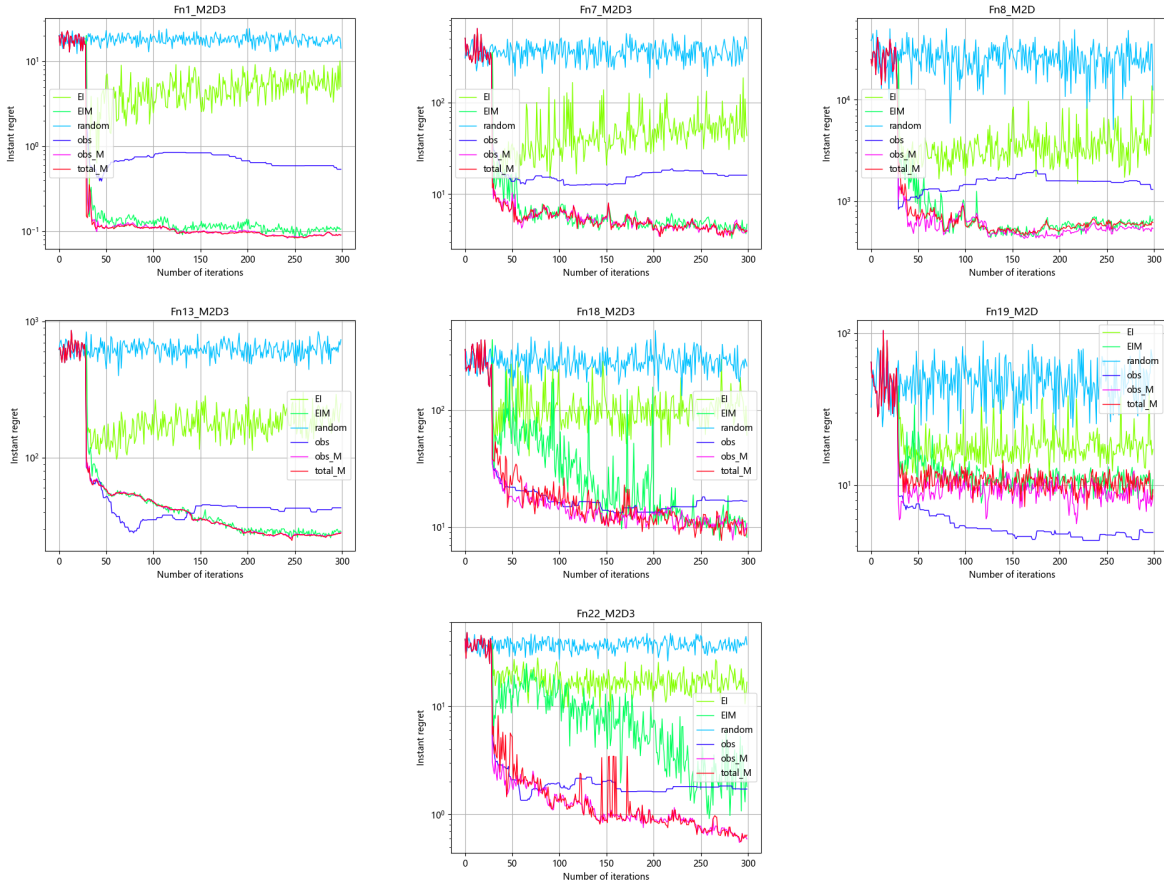 Fn1_M2D3
Instant regret
10^1
10^0
10^-1
EI
EIM
random
obs
obs_M
total_M
0 50 100 150 200 250 300
Number of iterations
Fn7_M2D3
Instant regret
10^2
10^1
EI
EIM
random
obs
obs_M
total_M
0 50 100 150 200 250 300
Number of iterations
Fn8_M2D
Instant regret
10^4
10^3
EI
EIM
random
obs
obs_M
total_M
0 50 100 150 200 250 300
Number of iterations
Fn13_M2D3
Instant regret
10^3
10^2
EI
EIM
random
obs
obs_M
total_M
0 50 100 150 200 250 300
Number of iterations
Fn18_M2D3
Instant regret
10^2
10^1
EI
EIM
random
obs
obs_M
total_M
0 50 100 150 200 250 300
Number of iterations
Fn19_M2D
Instant regret
10^2
10^1
EI
EIM
random
obs
obs_M
total_M
0 50 100 150 200 250 300
Number of iterations
Fn22_M2D3
Instant regret
10^1
10^0
EI
EIM
random
obs
obs_M
total_M
0 50 100 150 200 250 300
Number of iterations